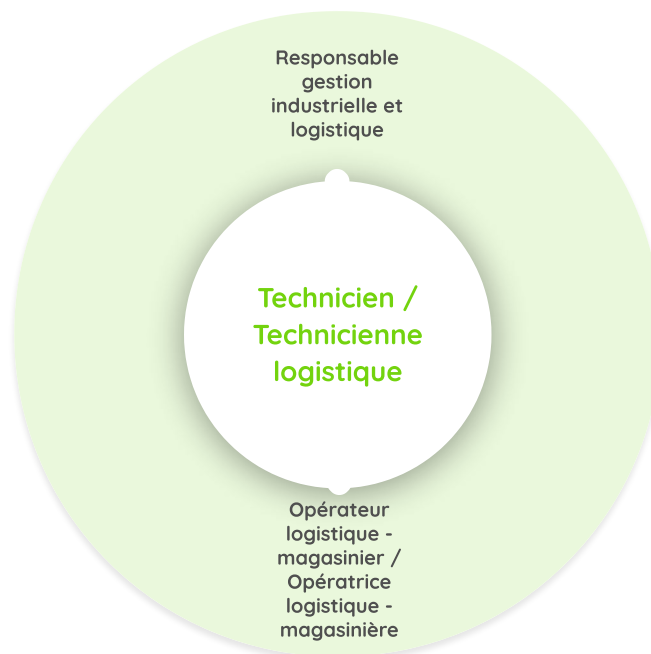 Responsable
gestion
industrielle et
logistique
Technicien /
Technicienne
logistique
Opérateur
logistique -
magasinier /
Opératrice
logistique -
magasinière